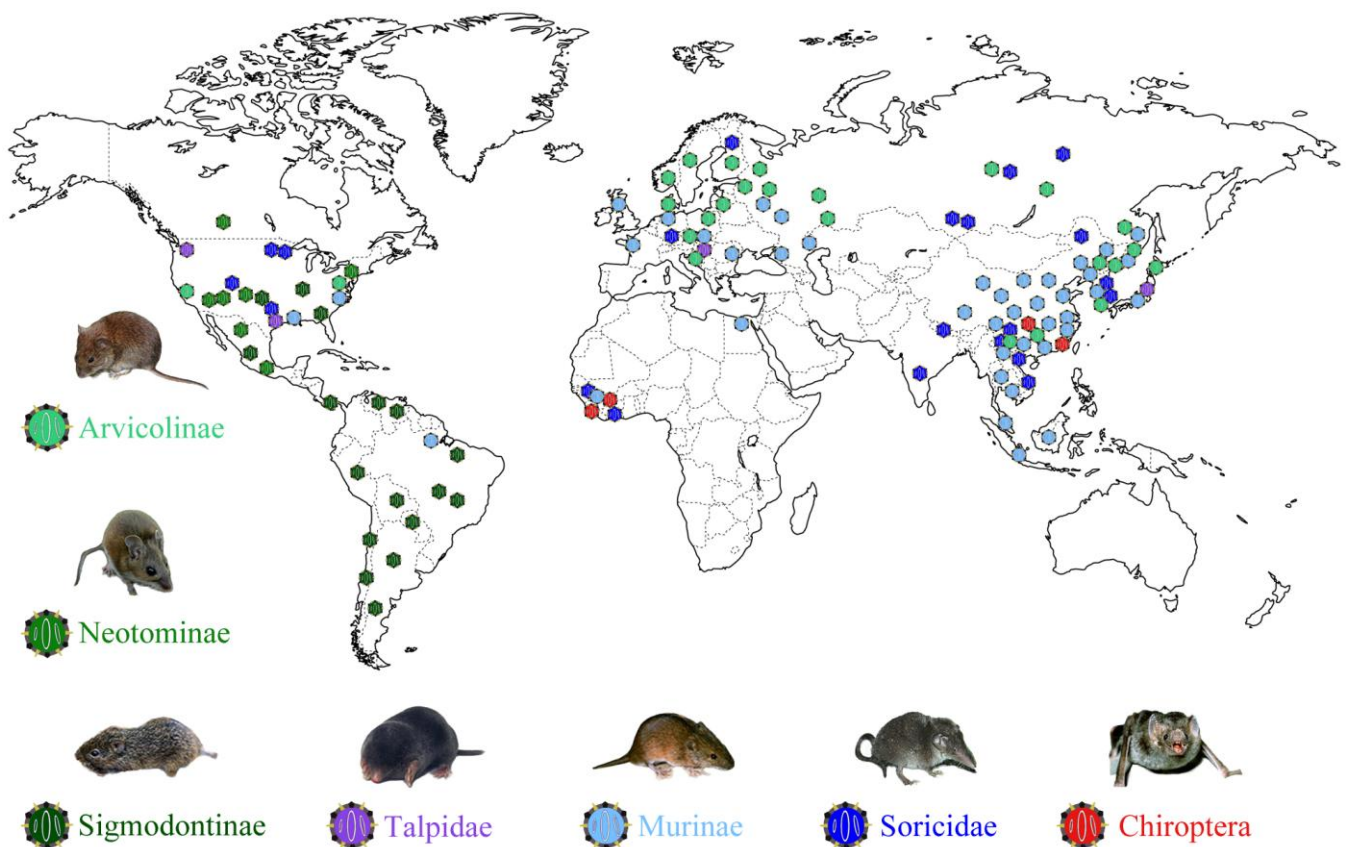 Arvicolinae
Neotominae
Sigmodontinae
Talpidae
Murinae
Soricidae
Chiroptera